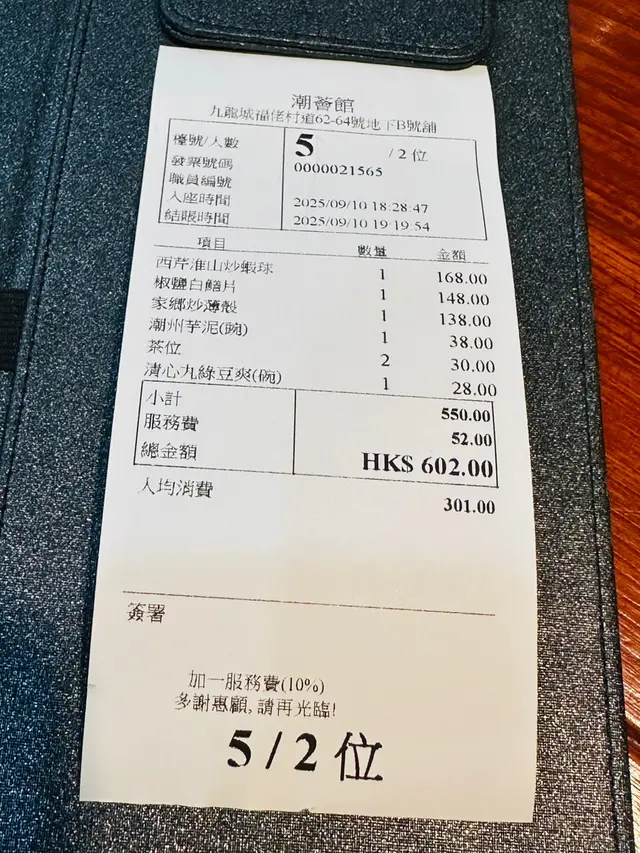 潮薈館
九龍城福佬村道62-64號地下B號舖
檯號/人數 5 / 2 位
發票號碼 0000021565
職員編號
入座時間 2025/09/10 18:28:47
結賬時間 2025/09/10 19:19:54
項目 數量 金額
西芹淮山炒蝦球 1 168.00
椒鹽白鱔片 1 148.00
家鄉炒薄殼 1 138.00
潮州芋泥(碗) 1 38.00
茶位 2 30.00
清心丸綠豆爽(碗) 1 28.00
小計 550.00
服務費 52.00
總金額 HK$ 602.00
人均消費 301.00
簽署
加一服務費(10%)
多謝惠顧,請再光臨!
5 / 2 位